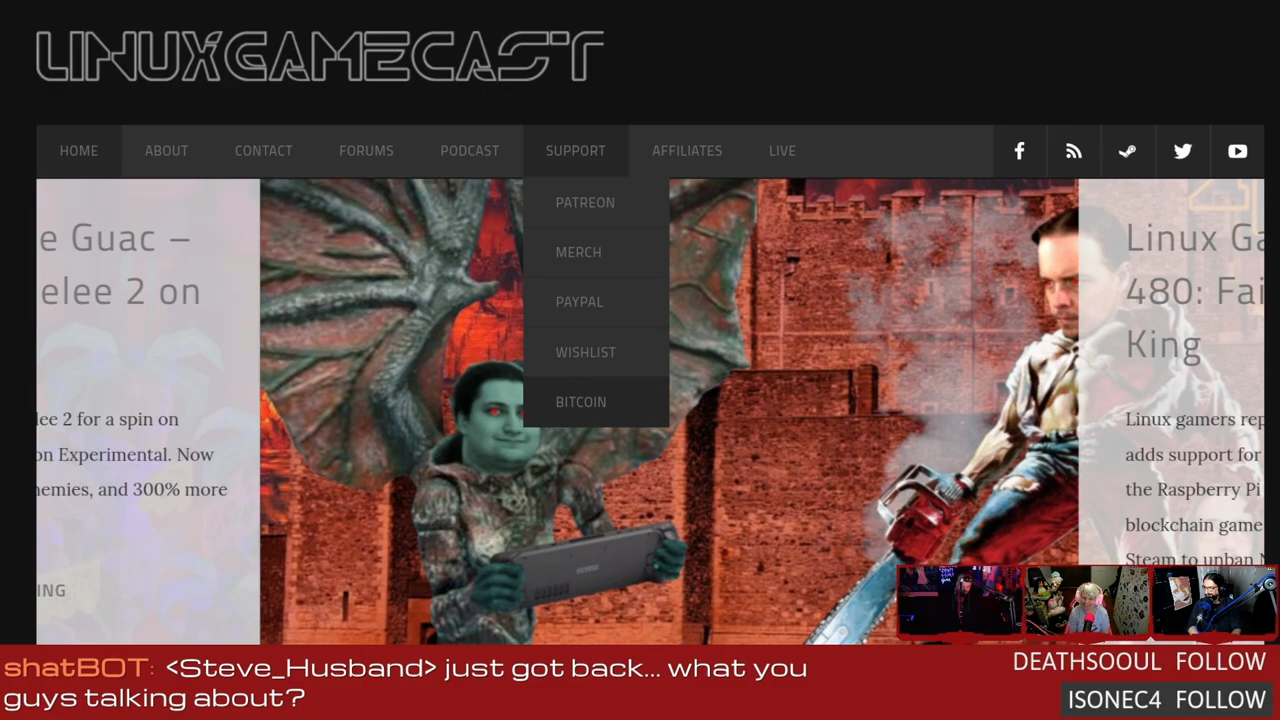 LINUXGAMECAST
HOME ABOUT CONTACT FORUMS PODCAST SUPPORT AFFILIATES LIVE
PATREON
MERCH
PAYPAL
WISHLIST
BITCOIN
e Guac –
elee 2 on
lee 2 for a spin on
on Experimental. Now
nemies, and 300% more
ING
Linux Ga
480: Fai
King
Linux gamers rep
adds support for
the Raspberry Pi
blockchain game
Steam to unban
shatBOT: <Steve_Husband> just got back... what you
guys talking about?
DEATHSOOUL FOLLOW
ISONEC4 FOLLOW